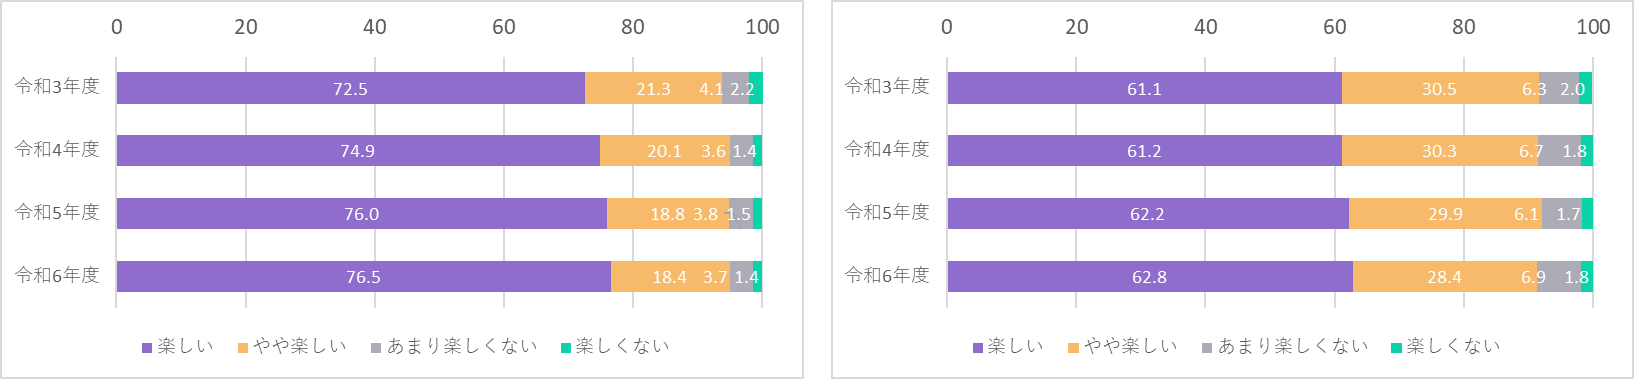 0 20 40 60 80 100
令和3年度 72.5 21.3 4.1 2.2
令和4年度 74.9 20.1 3.6 1.4
令和5年度 76.0 18.8 3.8 1.5
令和6年度 76.5 18.4 3.7 1.4
楽しい やや楽しい あまり楽しくない 楽しくない
0 20 40 60 80 100
令和3年度 61.1 30.5 6.3 2.0
令和4年度 61.2 30.3 6.7 1.8
令和5年度 62.2 29.9 6.1 1.7
令和6年度 62.8 28.4 6.9 1.8
楽しい やや楽しい あまり楽しくない 楽しくない